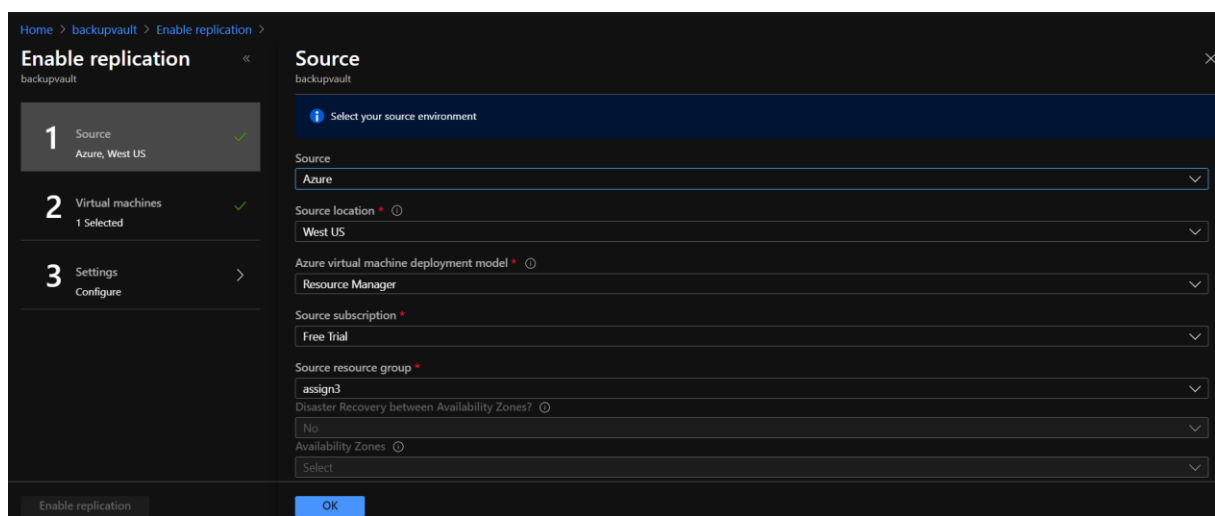 Home > backupvault > Enable replication >
Enable replication «
backupvault
1 Source
Azure, West US
2 Virtual machines
1 Selected
3 Settings
Configure
Enable replication
Source
backupvault
Select your source environment
Source
Azure
Source location *
West US
Azure virtual machine deployment model *
Resource Manager
Source subscription *
Free Trial
Source resource group *
assign3
Disaster Recovery between Availability Zones?
No
Availability Zones
Select
OK